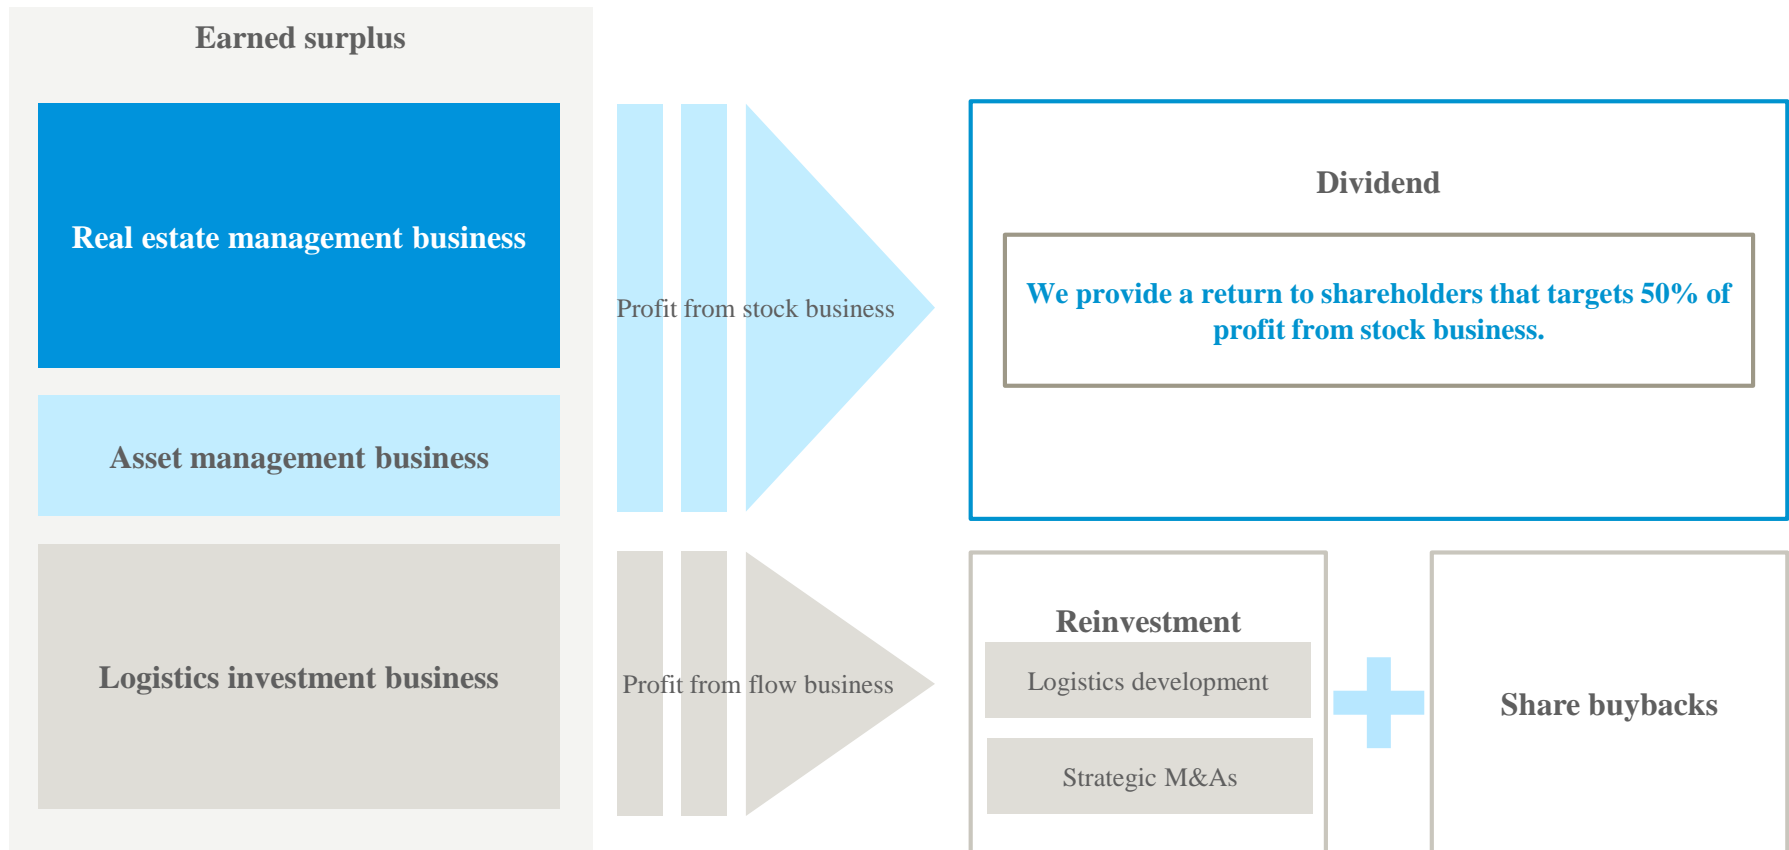 Earned surplus
Real estate management business
Asset management business
Logistics investment business
Profit from stock business
Profit from flow business
Dividend
We provide a return to shareholders that targets 50% of
profit from stock business.
Reinvestment
Logistics development
Strategic M&As
Share buybacks